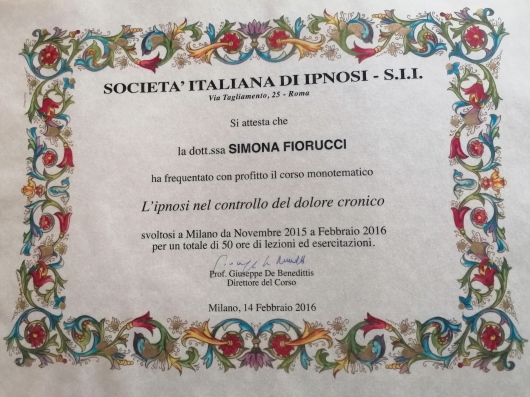 SOCIETA' ITALIANA DI IPNOSI - S.I.I.
Via Tagliamento, 25 - Roma
Si attesta che
la dott.ssa SIMONA FIORUCCI
ha frequentato con profitto il corso monotematico
L'ipnosi nel controllo del dolore cronico
svoltosi a Milano da Novembre 2015 a Febbraio 2016
per un totale di 50 ore di lezioni ed esercitazioni.
Prof. Giuseppe De Benedittis
Direttore del Corso
Milano, 14 Febbraio 2016